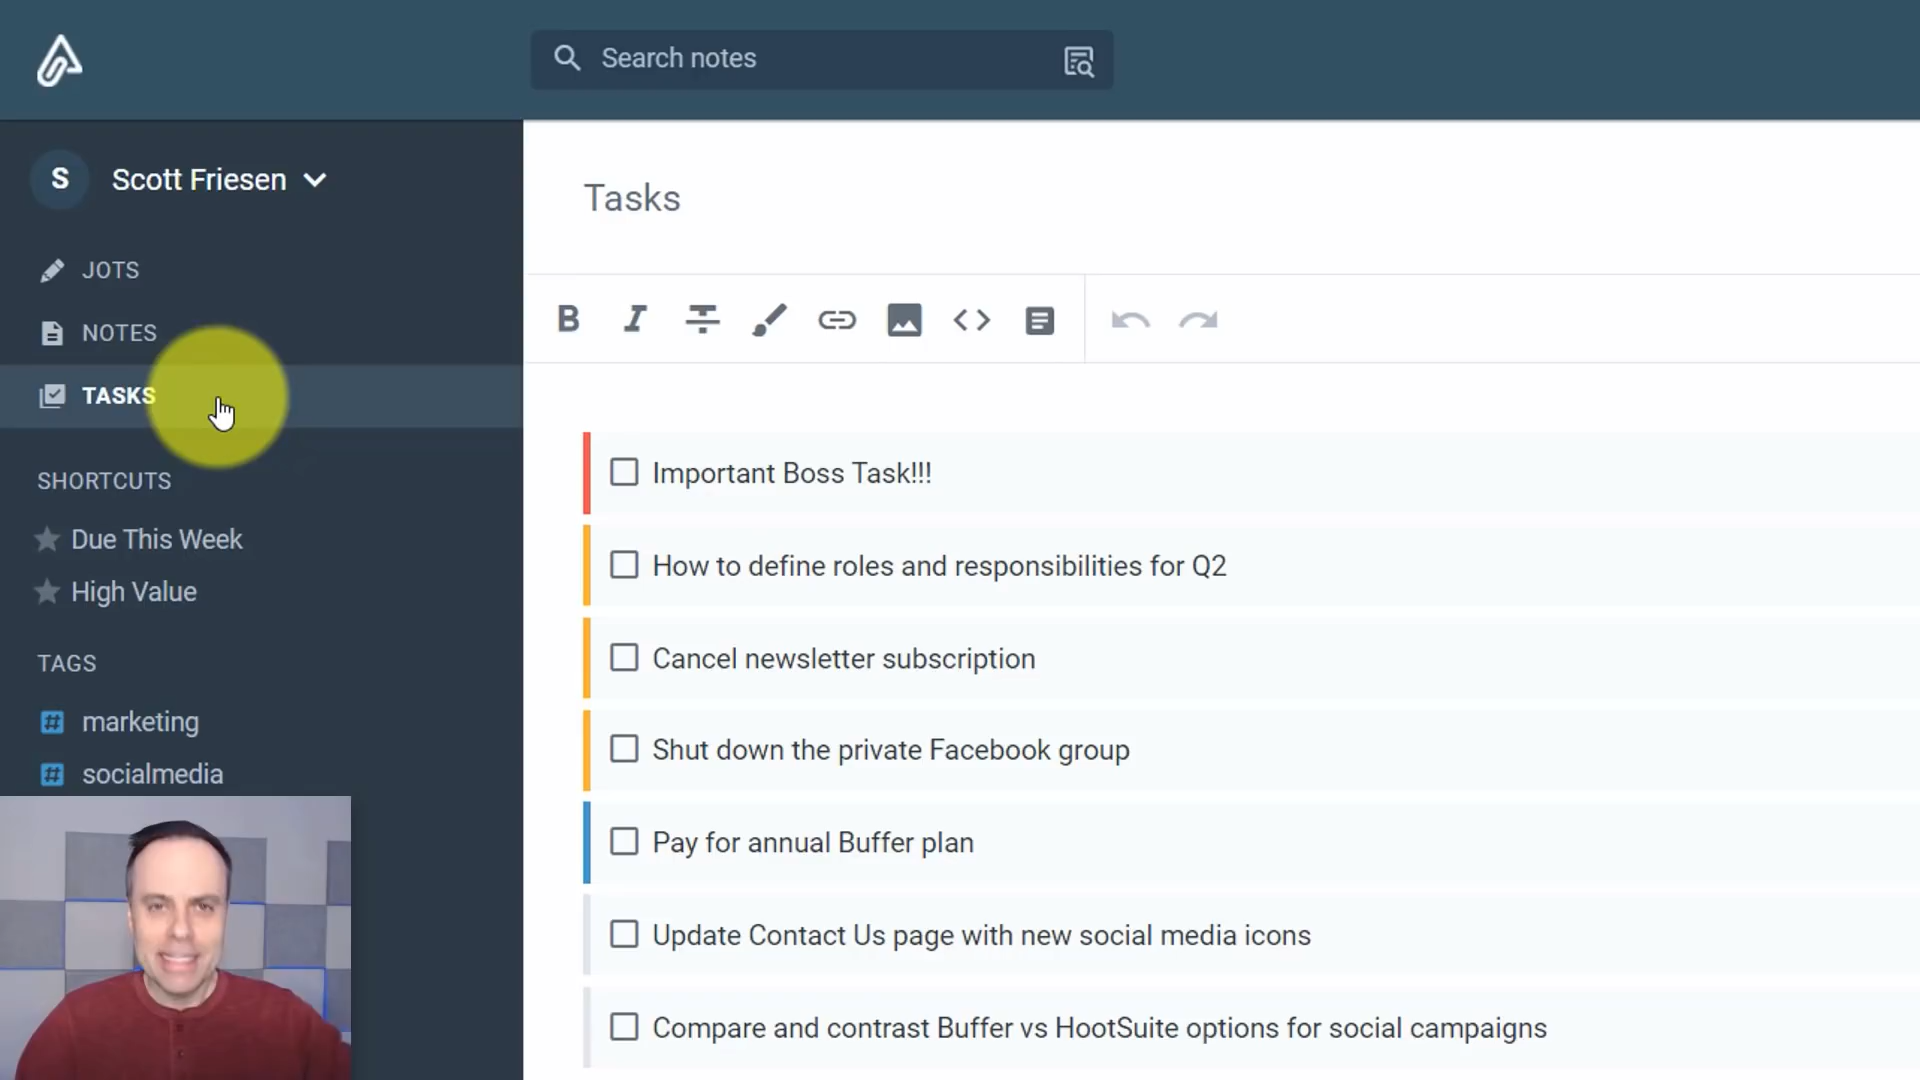 Search notes
S
Scott Friesen
JOTS
NOTES
TASKS
SHORTCUTS
Due This Week
High Value
TAGS
# marketing
# socialmedia
Tasks
B I
Important Boss Task!!!
How to define roles and responsibilities for Q2
Cancel newsletter subscription
Shut down the private Facebook group
Pay for annual Buffer plan
Update Contact Us page with new social media icons
Compare and contrast Buffer vs HootSuite options for social campaigns